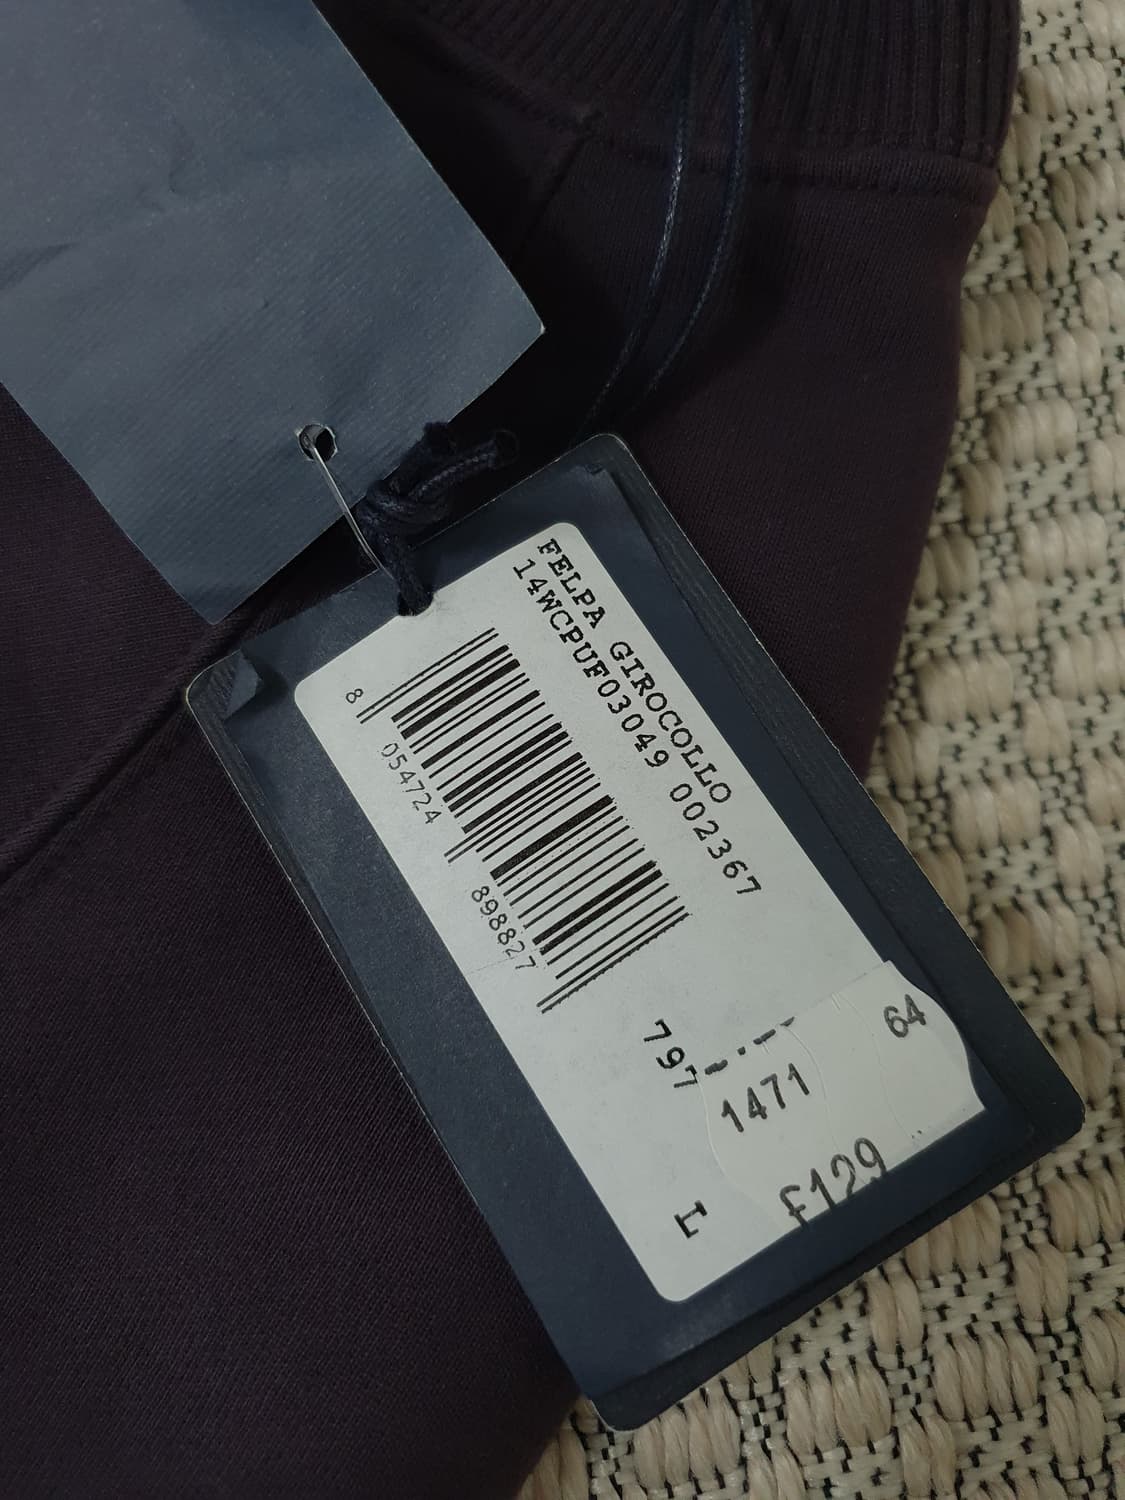 FELPA GIROCOLLO
14WCPUF03049 002367
8 054724 898827
797
L
64
1471
£129